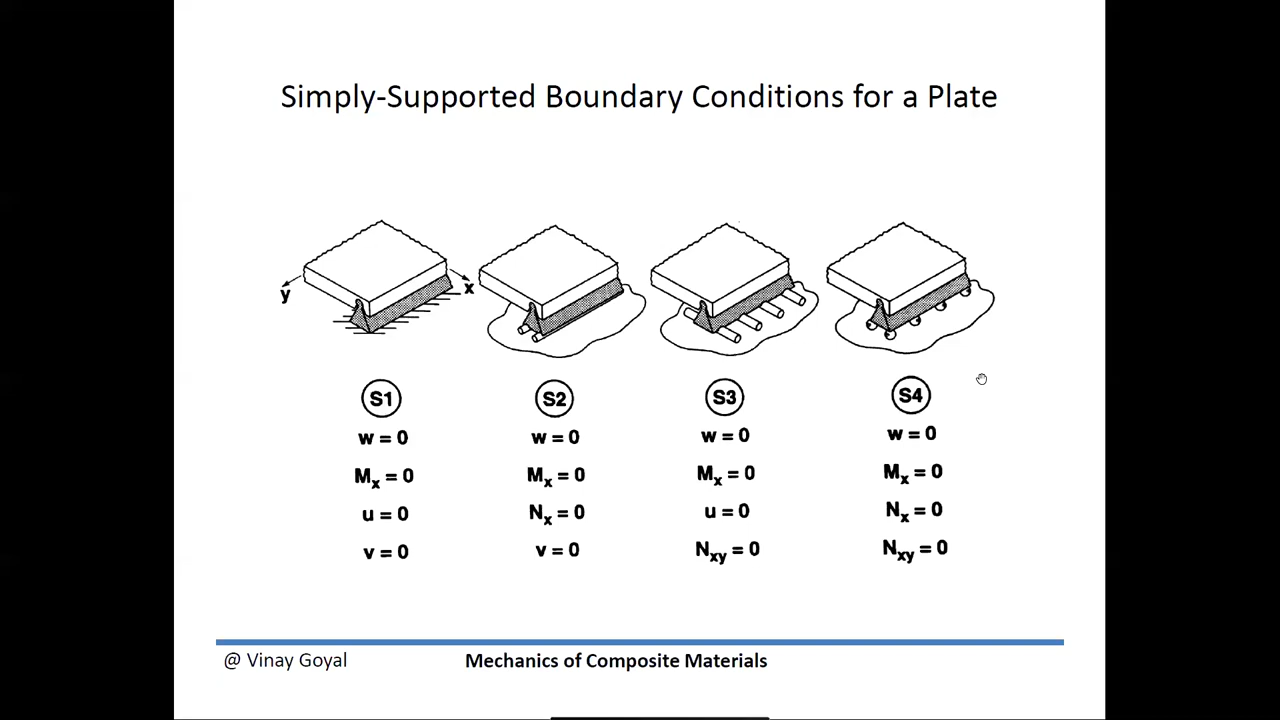 Simply-Supported Boundary Conditions for a Plate
y
x
S1 S2 S3 S4
w = 0 w = 0 w = 0 w = 0
Mx = 0 Mx = 0 Mx = 0 Mx = 0
u = 0 Nx = 0 u = 0 Nx = 0
v = 0 v = 0 Nxy = 0 Nxy = 0
@ Vinay Goyal Mechanics of Composite Materials